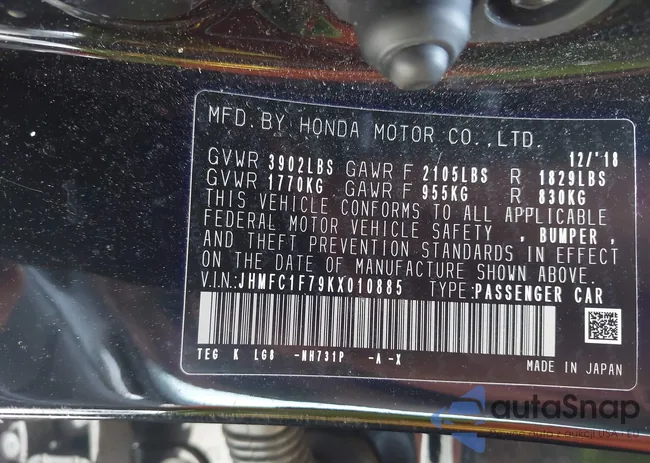 MFD. BY HONDA MOTOR CO.,LTD.
12/'18
GVWR 3902LBS GAWR F 2105LBS R 1829LBS
GVWR 1770KG GAWR F 955KG R 830KG
THIS VEHICLE CONFORMS TO ALL APPLICABLE
FEDERAL MOTOR VEHICLE SAFETY , BUMPER ,
AND THEFT PREVENTION STANDARDS IN EFFECT
ON THE DATE OF MANUFACTURE SHOWN ABOVE.
V.I.N:JHMFC1F79KX010885 TYPE:PASSENGER CAR
TEG K LG8 -NH731P -A-X
MADE IN JAPAN
autaSnap